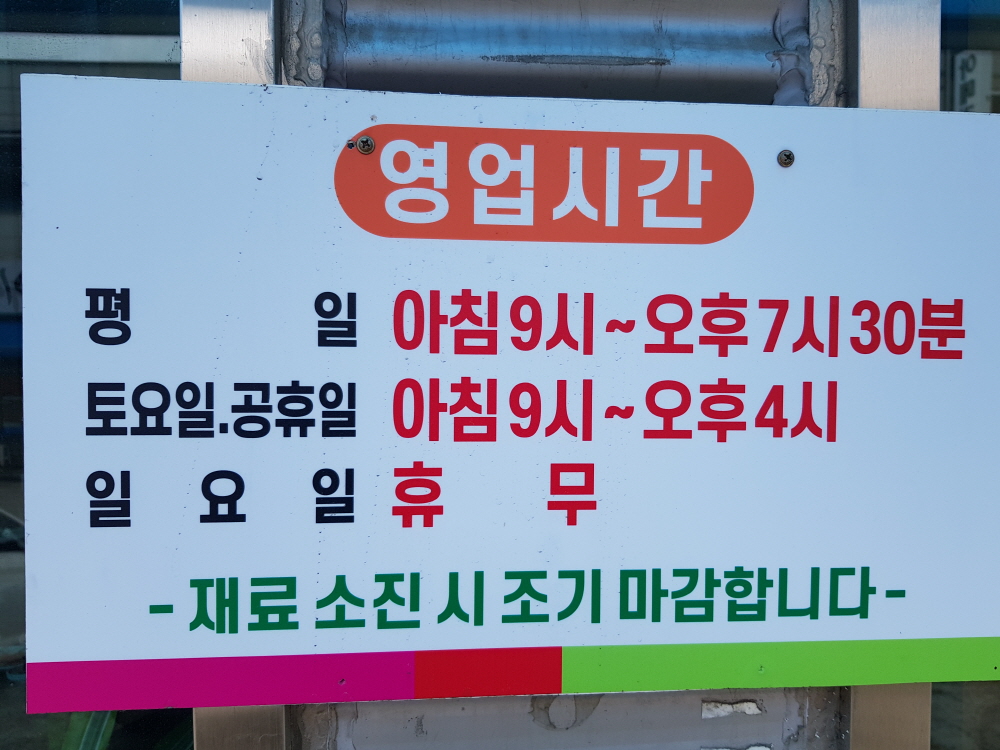 영업시간
평 일 아침 9시 ~ 오후 7시 30분
토요일.공휴일 아침 9시 ~ 오후 4시
일 요 일 휴 무
- 재료 소진 시 조기 마감합니다 -